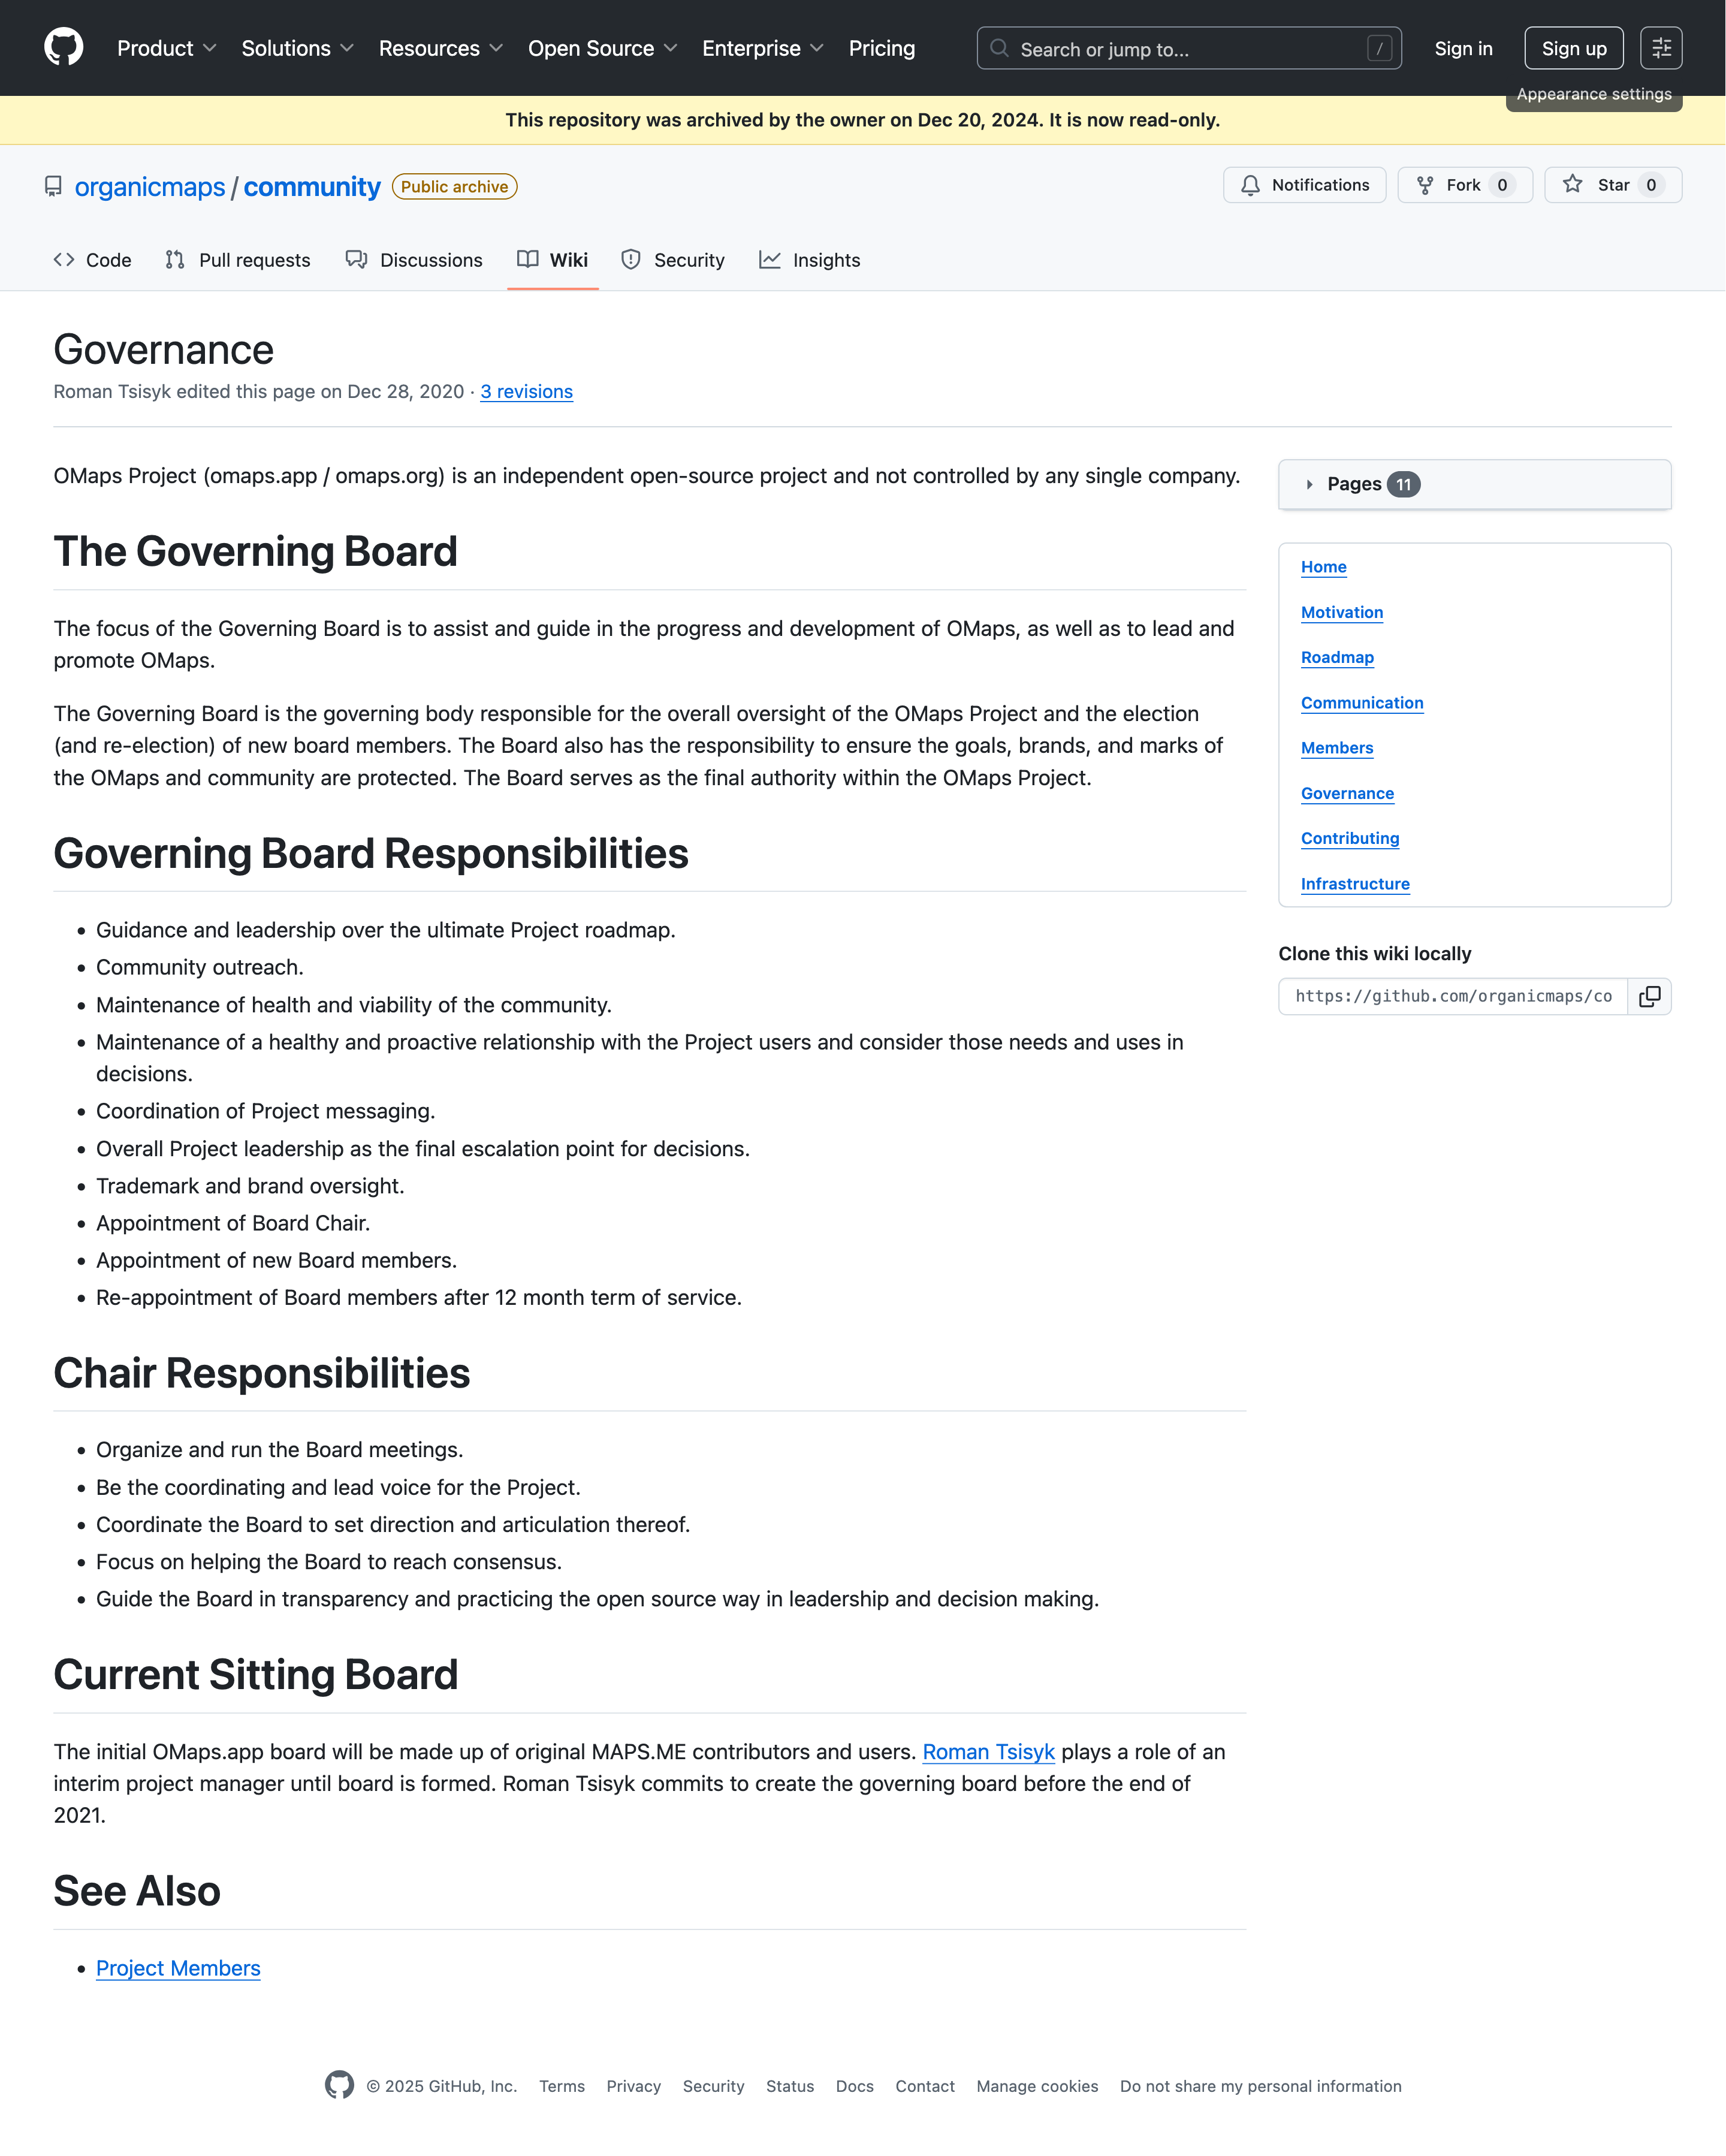 Product Solutions Resources Open Source Enterprise Pricing Search or jump to... / Sign in Sign up
Appearance settings
This repository was archived by the owner on Dec 20, 2024. It is now read-only.
organicmaps / community Public archive Notifications Fork 0 Star 0
Code Pull requests Discussions Wiki Security Insights
Governance
Roman Tsisyk edited this page on Dec 28, 2020 · 3 revisions
OMaps Project (omaps.app / omaps.org) is an independent open-source project and not controlled by any single company.
The Governing Board
The focus of the Governing Board is to assist and guide in the progress and development of OMaps, as well as to lead and
promote OMaps.
The Governing Board is the governing body responsible for the overall oversight of the OMaps Project and the election
(and re-election) of new board members. The Board also has the responsibility to ensure the goals, brands, and marks of
the OMaps and community are protected. The Board serves as the final authority within the OMaps Project.
Governing Board Responsibilities
• Guidance and leadership over the ultimate Project roadmap.
• Community outreach.
• Maintenance of health and viability of the community.
• Maintenance of a healthy and proactive relationship with the Project users and consider those needs and uses in
decisions.
• Coordination of Project messaging.
• Overall Project leadership as the final escalation point for decisions.
• Trademark and brand oversight.
• Appointment of Board Chair.
• Appointment of new Board members.
• Re-appointment of Board members after 12 month term of service.
Chair Responsibilities
• Organize and run the Board meetings.
• Be the coordinating and lead voice for the Project.
• Coordinate the Board to set direction and articulation thereof.
• Focus on helping the Board to reach consensus.
• Guide the Board in transparency and practicing the open source way in leadership and decision making.
Current Sitting Board
The initial OMaps.app board will be made up of original MAPS.ME contributors and users. Roman Tsisyk plays a role of an
interim project manager until board is formed. Roman Tsisyk commits to create the governing board before the end of
2021.
See Also
• Project Members
Pages 11
Home
Motivation
Roadmap
Communication
Members
Governance
Contributing
Infrastructure
Clone this wiki locally
https://github.com/organicmaps/co
© 2025 GitHub, Inc. Terms Privacy Security Status Docs Contact Manage cookies Do not share my personal information